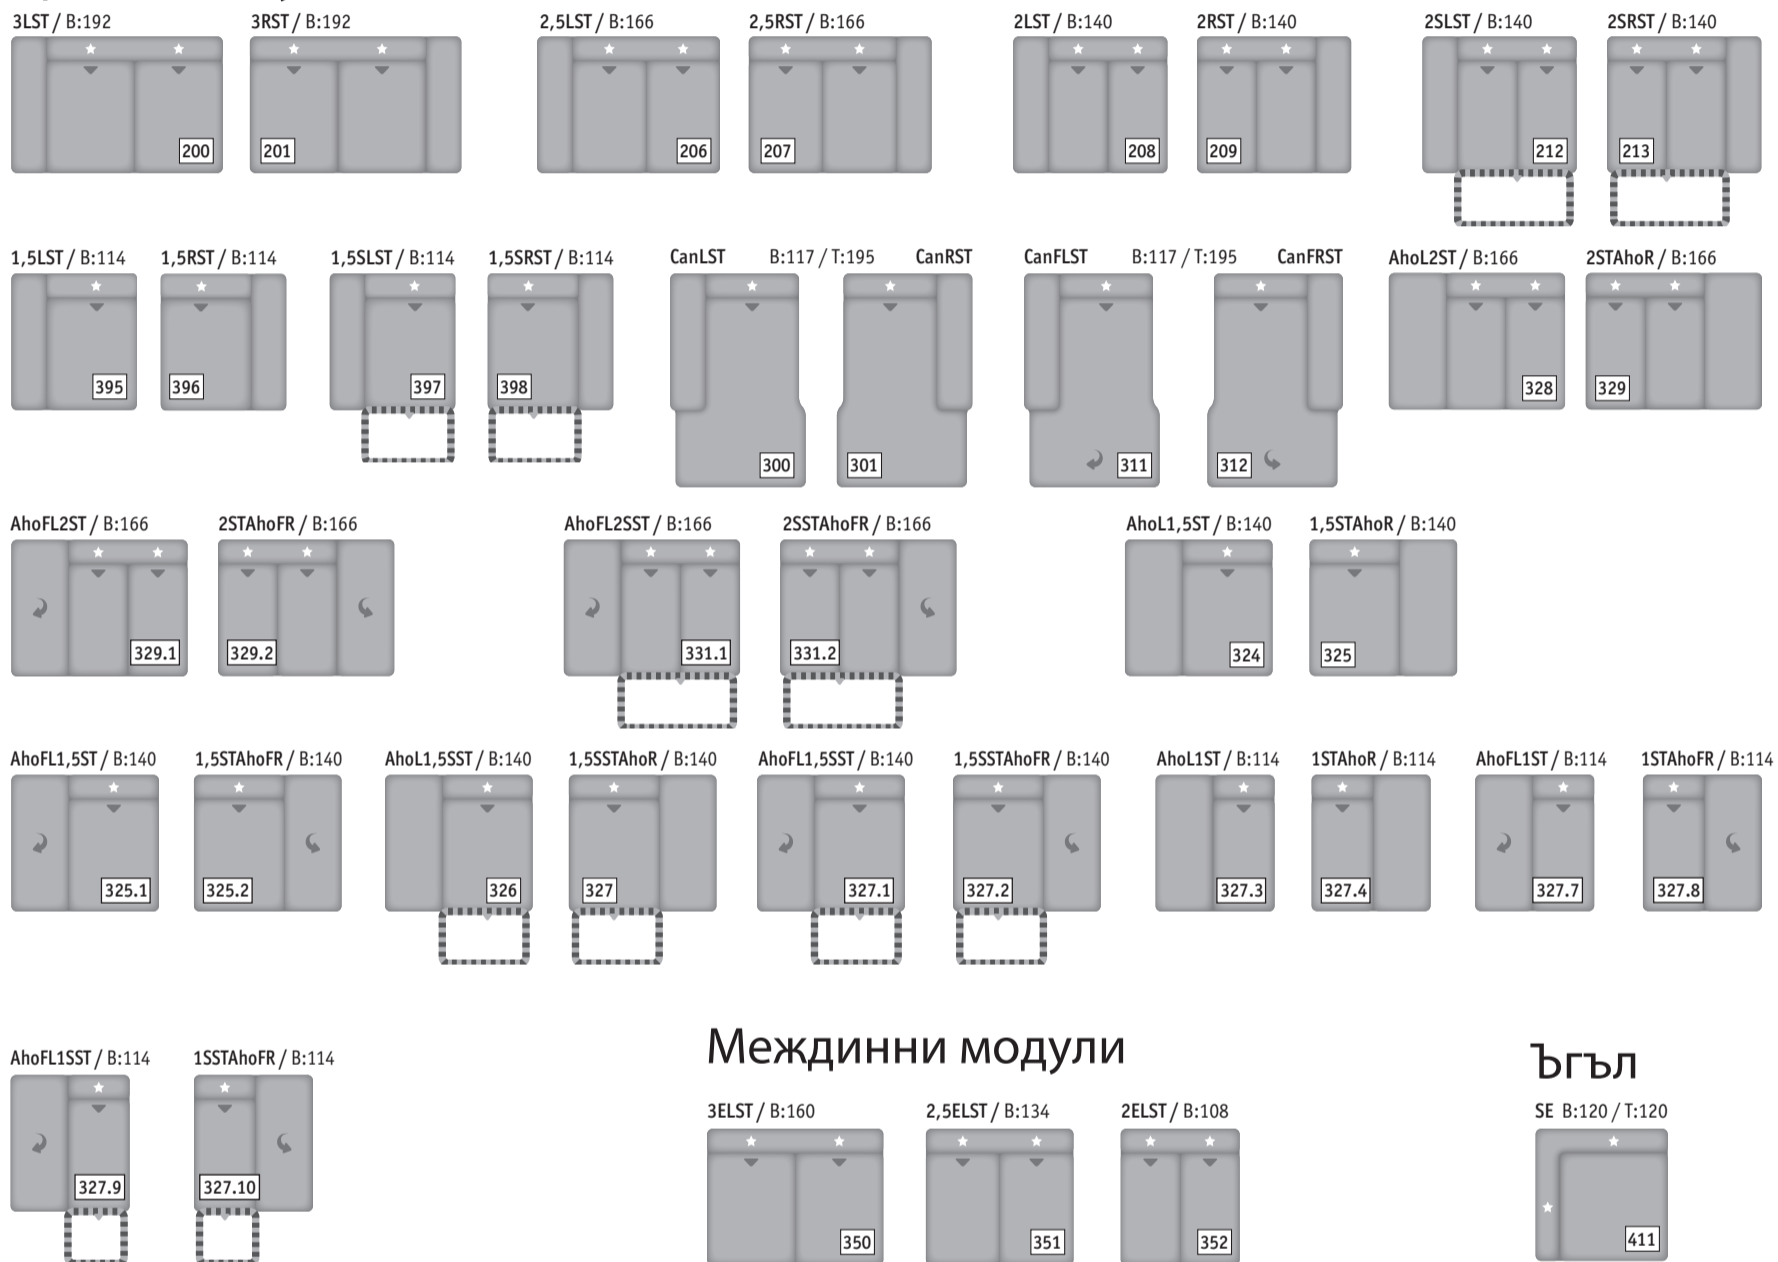 3LST / B:192 3RST / B:192 2,5LST / B:166 2,5RST / B:166 2LST / B:140 2RST / B:140 2SLST / B:140 2SRST / B:140
200 201 206 207 208 209 212 213
1,5LST / B:114 1,5RST / B:114 1,5SLST / B:114 1,5SRST / B:114 CanLST B:117 / T:195 CanRST CanFLST B:117 / T:195 CanFRST AhoL2ST / B:166 2STAhoR / B:166
395 396 397 398 328 329
300 301 311 312
AhoFL2ST / B:166 2STAhoFR / B:166 AhoFL2SST / B:166 2SSTAhoFR / B:166 AhoL1,5ST / B:140 1,5STAhoR / B:140
329.1 329.2 331.1 331.2 324 325
AhoFL1,5ST / B:140 1,5STAhoFR / B:140 AhoL1,5SST / B:140 1,5SSTAhoR / B:140 AhoFL1,5SST / B:140 1,5SSTAhoFR / B:140 AhoL1ST / B:114 1STAhoR / B:114 AhoFL1ST / B:114 1STAhoFR / B:114
325.1 325.2 326 327 327.1 327.2 327.3 327.4 327.7 327.8
AhoFL1SST / B:114 1SSTAhoFR / B:114
327.9 327.10
Междинни модули
3ELST / B:160 2,5ELST / B:134 2ELST / B:108
350 351 352
Ъгъл
SE B:120 / T:120
411